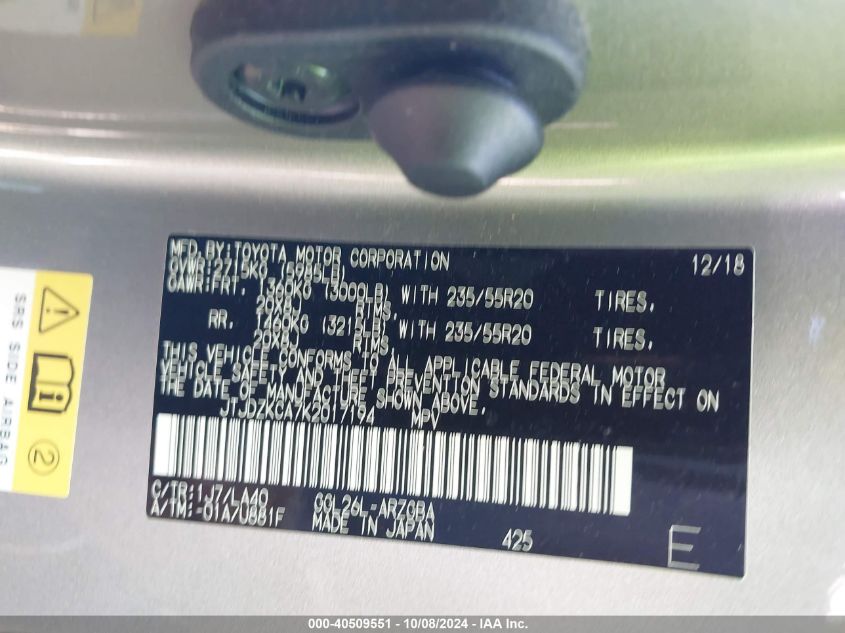 MFD.BY:TOYOTA MOTOR CORPORATION 12/18
GVWR:2715KG (5985LB)
GAWR:FRT. 1360KG (3000LB) WITH 235/55R20 TIRES,
20X8J RIMS,
RR. 1460KG (3215LB) WITH 235/55R20 TIRES,
20X8J RIMS,
THIS VEHICLE CONFORMS TO ALL APPLICABLE FEDERAL MOTOR
VEHICLE SAFETY AND THEFT PREVENTION STANDARDS IN EFFECT ON
THE DATE OF MANUFACTURE SHOWN ABOVE.
JTJDZKCA7K2017194 MPV
C/TR:1J7/LA40 GGL26L-ARZGBA
A/TM:-01A/U881F MADE IN JAPAN 425
E
SRS SIDE AIRBAG
2
000-40509551 - 10/08/2024 - IAA Inc.